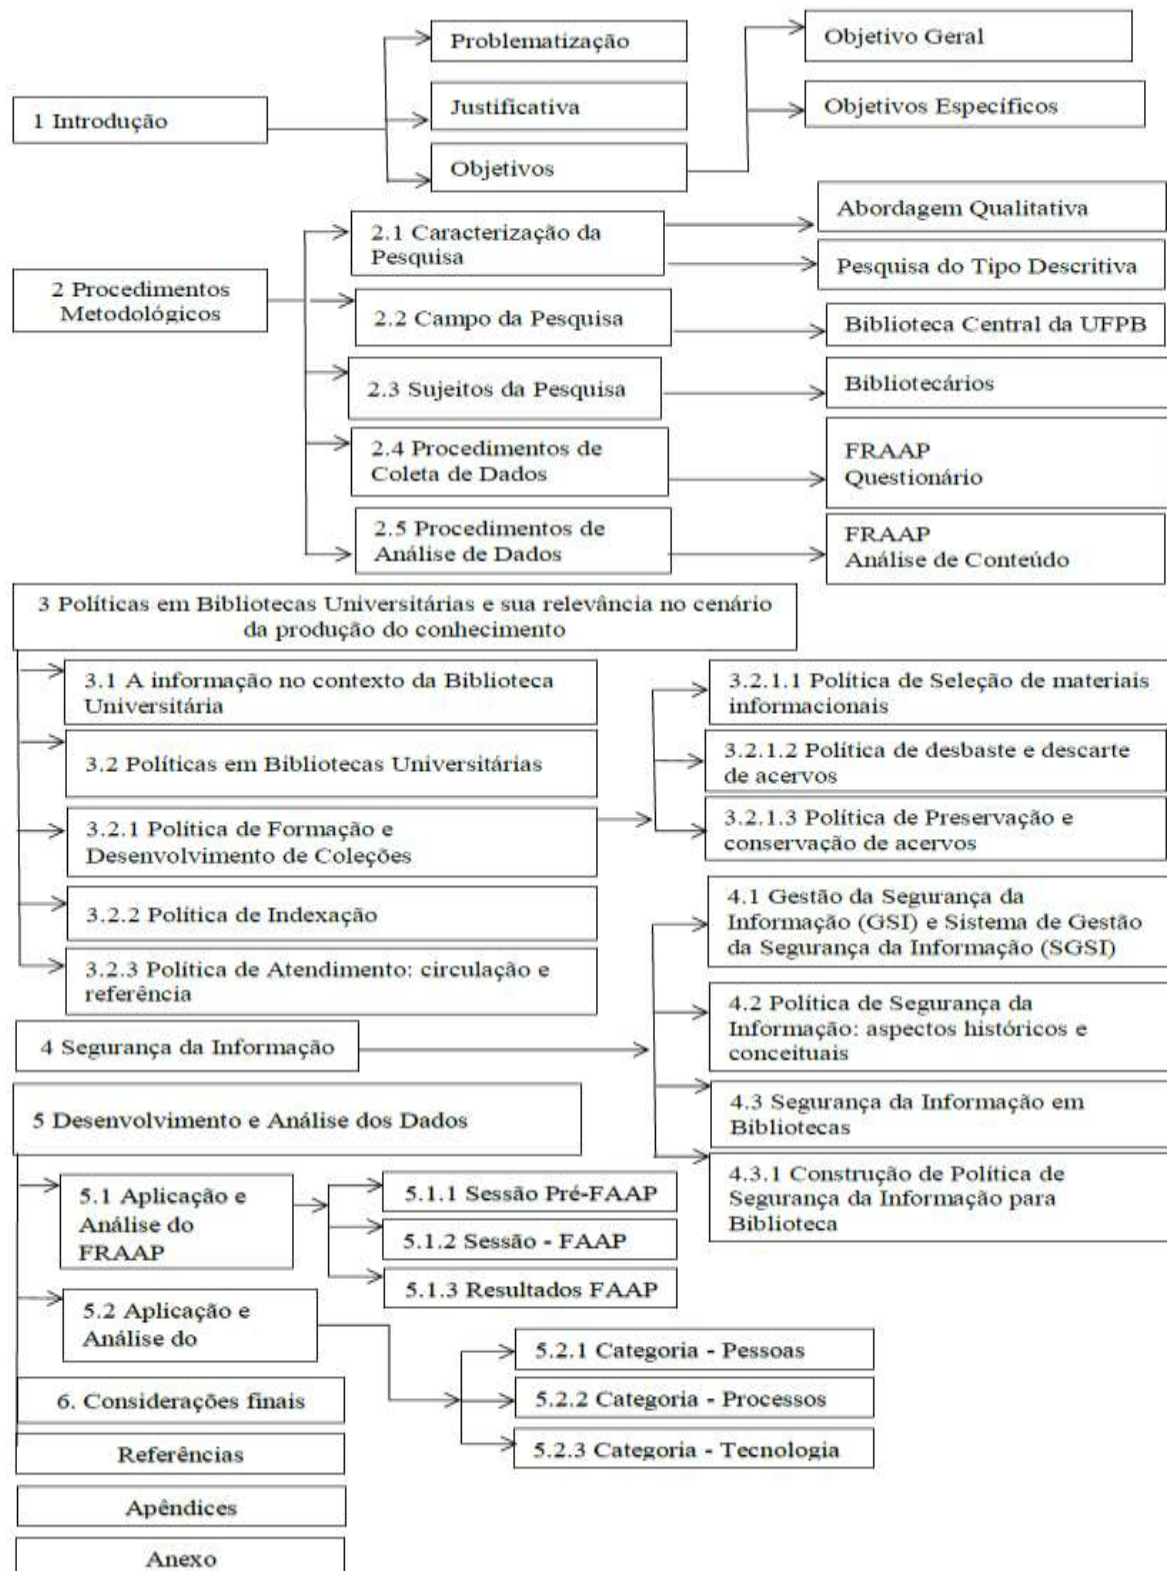 1 Introdução
Problematização
Justificativa
Objetivos
Objetivo Geral
Objetivos Específicos
2 Procedimentos
Metodológicos
2.1 Caracterização da
Pesquisa
Abordagem Qualitativa
Pesquisa do Tipo Descritiva
2.2 Campo da Pesquisa
Biblioteca Central da UFPB
2.3 Sujeitos da Pesquisa
Bibliotecários
2.4 Procedimentos de
Coleta de Dados
FRAAP
Questionário
2.5 Procedimentos de
Análise de Dados
FRAAP
Análise de Conteúdo
3 Políticas em Bibliotecas Universitárias e sua relevância no cenário
da produção do conhecimento
3.1 A informação no contexto da Biblioteca
Universitária
3.2 Políticas em Bibliotecas Universitárias
3.2.1 Política de Formação e
Desenvolvimento de Coleções
3.2.1.1 Política de Seleção de materiais
informacionais
3.2.1.2 Política de desbaste e descarte
de acervos
3.2.1.3 Política de Preservação e
conservação de acervos
3.2.2 Política de Indexação
3.2.3 Política de Atendimento: circulação e
referência
4 Segurança da Informação
4.1 Gestão da Segurança da
Informação (GSI) e Sistema de Gestão
da Segurança da Informação (SGSI)
4.2 Política de Segurança da
Informação: aspectos históricos e
conceituais
4.3 Segurança da Informação em
Bibliotecas
4.3.1 Construção de Política de
Segurança da Informação para
Biblioteca
5 Desenvolvimento e Análise dos Dados
5.1 Aplicação e
Análise do
FRAAP
5.1.1 Sessão Pré-FAAP
5.1.2 Sessão - FAAP
5.1.3 Resultados FAAP
5.2 Aplicação e
Análise do
5.2.1 Categoria - Pessoas
5.2.2 Categoria - Processos
5.2.3 Categoria - Tecnologia
6. Considerações finais
Referências
Apêndices
Anexo